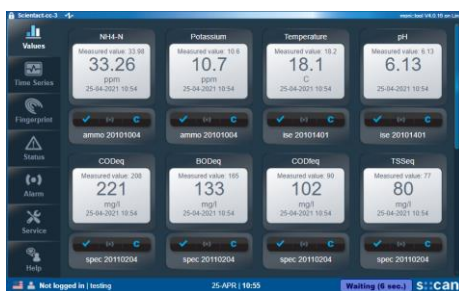 Scientact-cc-3
moni::tool V4.0.15 on Lin
Values
Time Series
Fingerprint
Status
Alarm
Service
Help
NH4-N
Measured value: 33.98
33.26
ppm
25-04-2021 10:54
ammo 20101004
Potassium
Measured value: 10.6
10.7
ppm
25-04-2021 10:54
ammo 20101004
Temperature
Measured value: 18.2
18.1
C
25-04-2021 10:54
ise 20101401
pH
Measured value: 6.13
6.13
25-04-2021 10:54
ise 20101401
CODeq
Measured value: 208
221
mg/l
25-04-2021 10:54
spec 20110204
BODeq
Measured value: 165
133
mg/l
25-04-2021 10:54
spec 20110204
CODfeq
Measured value: 90
102
mg/l
25-04-2021 10:54
spec 20110204
TSSeq
Measured value: 77
80
mg/l
25-04-2021 10:54
spec 20110204
Not logged in | testing
25-APR | 10:55
Waiting (6 sec.)
s::can